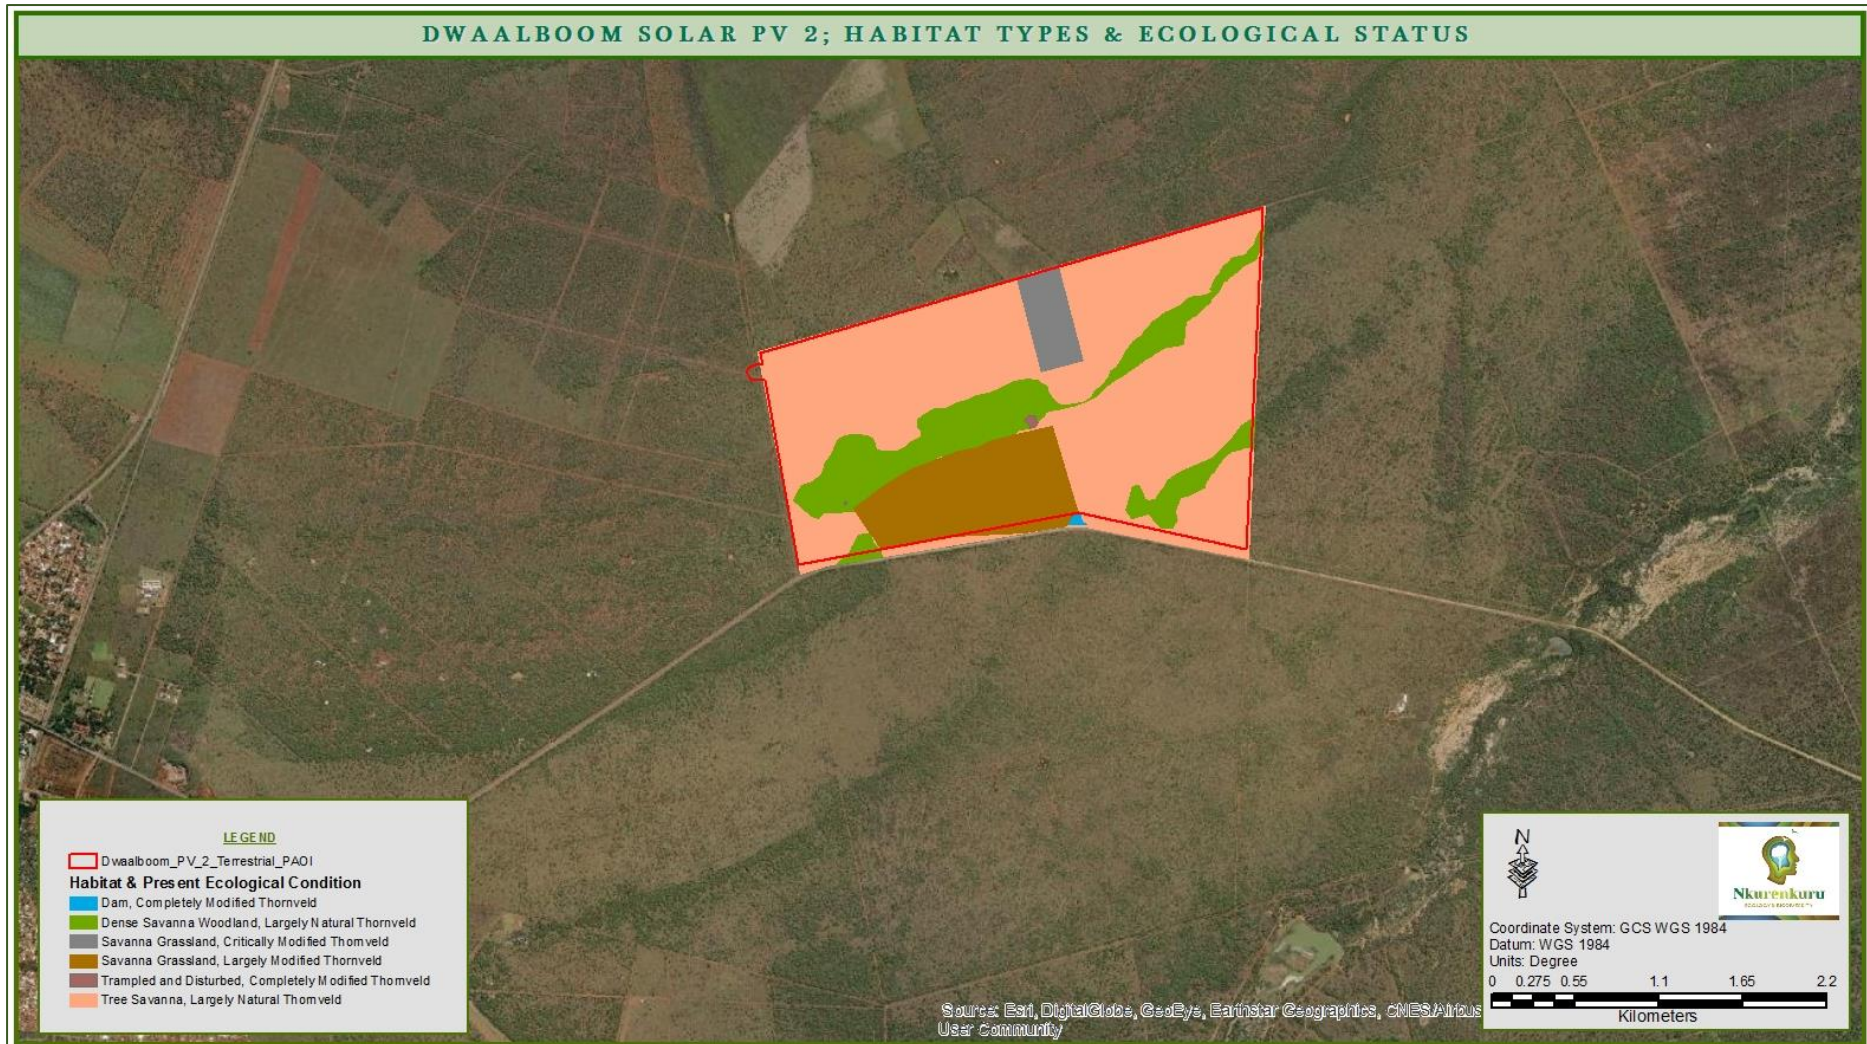 DWAALBOOM SOLAR PV 2; HABITAT TYPES & ECOLOGICAL STATUS
LEGEND
Dwaalboom_PV_2_Terrestrial_PAOI
Habitat & Present Ecological Condition
Dam, Completely Modified Thornveld
Dense Savanna Woodland, Largely Natural Thornveld
Savanna Grassland, Critically Modified Thornveld
Savanna Grassland, Largely Modified Thornveld
Trampled and Disturbed, Completely Modified Thornveld
Tree Savanna, Largely Natural Thornveld
Source: Esri, DigitalGlobe, GeoEye, Earthstar Geographics, CNES/Airbus
User Community
N
Nkurenkuru
Coordinate System: GCS WGS 1984
Datum: WGS 1984
Units: Degree
0 0.275 0.55 1.1 1.65 2.2
Kilometers